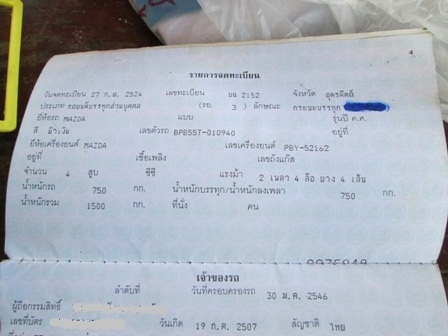 4
รายการจดทะเบียน
วันจดทะเบียน 27 ก.ย. 2524 เลขทะเบียน บฉ 2152 จังหวัด อุตรดิตถ์
ประเภท รถยนต์บรรทุกส่วนบุคคล (รย. 3) ลักษณะ กระบะบรรทุก
ยี่ห้อรถ MAZDA แบบ รุ่นปี ค.ศ.
สี น้ำเงิน เลขตัวรถ BPB55T-010940 อยู่ที่
ยี่ห้อเครื่องยนต์ MAZDA เลขเครื่องยนต์ PBY-52162
อยู่ที่ เชื้อเพลิง เลขถังแก๊ส
จำนวน 4 สูบ ซีซี แรงม้า 2 เพลา 4 ล้อ ยาง 4 เส้น
น้ำหนักรถ 750 กก. น้ำหนักบรรทุก/น้ำหนักลงเพลา 750 กก.
น้ำหนักรวม 1500 กก. ที่นั่ง คน
เจ้าของรถ
ลำดับที่ วันที่ครอบครองรถ 30 ม.ค. 2546
ผู้ถือกรรมสิทธิ์
เลขที่บัตร วันเกิด 19 ก.ค. 2507 สัญชาติ ไทย